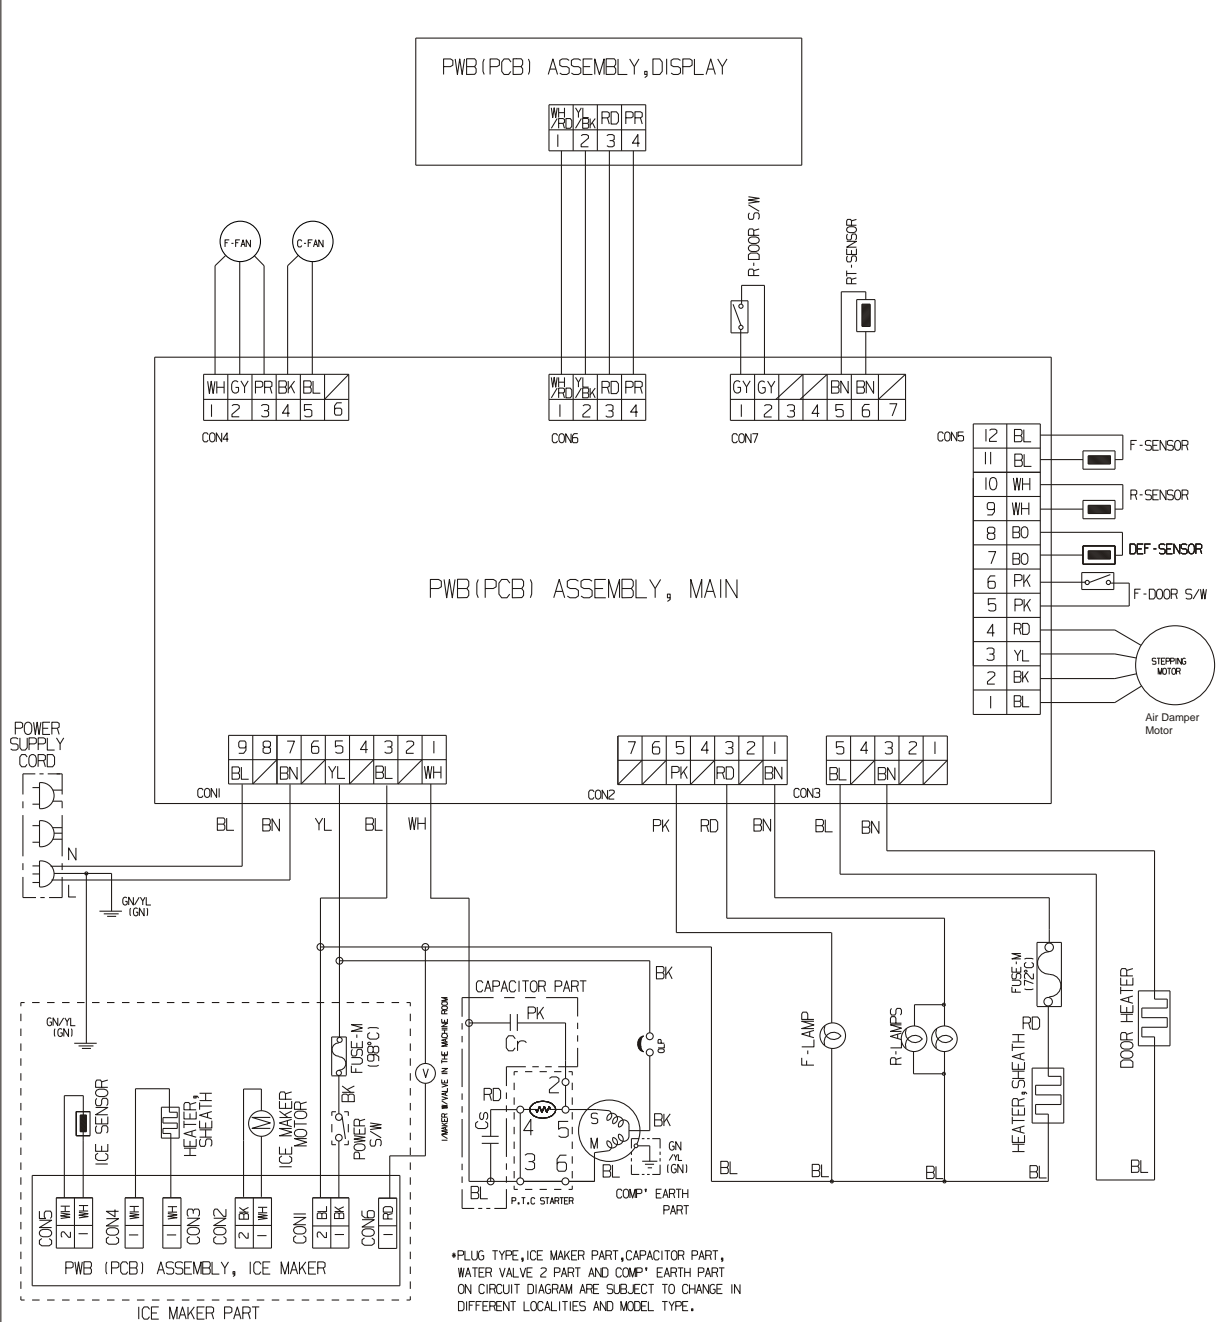 PWB(PCB) ASSEMBLY,DISPLAY
WH/RD YL/BK RD PR
1 2 3 4
R-DOOR S/W
RT-SENSOR
F-FAN
C-FAN
WH GY PR BK BL
1 2 3 4 5 6
CON4
WH/RD YL/BK RD PR
1 2 3 4
CON6
GY GY BN BN
1 2 3 4 5 6 7
CON7
CON5
12 BL
11 BL
10 WH
9 WH
8 BO
7 BO
6 PK
5 PK
4 RD
3 YL
2 BK
1 BL
F-SENSOR
R-SENSOR
DEF-SENSOR
F-DOOR S/W
STEPPING
MOTOR
Air Damper
Motor
PWB(PCB) ASSEMBLY, MAIN
POWER
SUPPLY
CORD
N
L
GN/YL
(GN)
9 8 7 6 5 4 3 2 1
BL BN YL BL WH
CON1
BL BN YL BL WH
7 6 5 4 3 2 1
PK RD BN
CON2
PK RD BN
5 4 3 2 1
BL BN
CON3
BL BN
GN/YL
(GN)
FUSE-M
(98°C)
BK
POWER
S/W
V
I/MAKER W/VALVE IN THE MACHINE ROOM
CAPACITOR PART
PK
Cr
RD
Cs
2
4 5
3 6
BL
P.T.C STARTER
BL
S
M
BK
OLP
BK
GN
/YL
(GN)
COMP' EARTH
PART
BL
F-LAMP
BL
R-LAMPS
BL
FUSE-M
(72°C)
RD
HEATER,SHEATH
BL
DOOR HEATER
BL
ICE SENSOR
HEATER,
SHEATH
ICE MAKER
MOTOR
M
CON5
2 WH
1 WH
CON4
1 WH
1 WH
CON3
CON2
2 BK
1 WH
CON1
2 BL
1 BK
CON6
1 RD
PWB (PCB) ASSEMBLY, ICE MAKER
ICE MAKER PART
*PLUG TYPE,ICE MAKER PART,CAPACITOR PART,
WATER VALVE 2 PART AND COMP' EARTH PART
ON CIRCUIT DIAGRAM ARE SUBJECT TO CHANGE IN
DIFFERENT LOCALITIES AND MODEL TYPE.